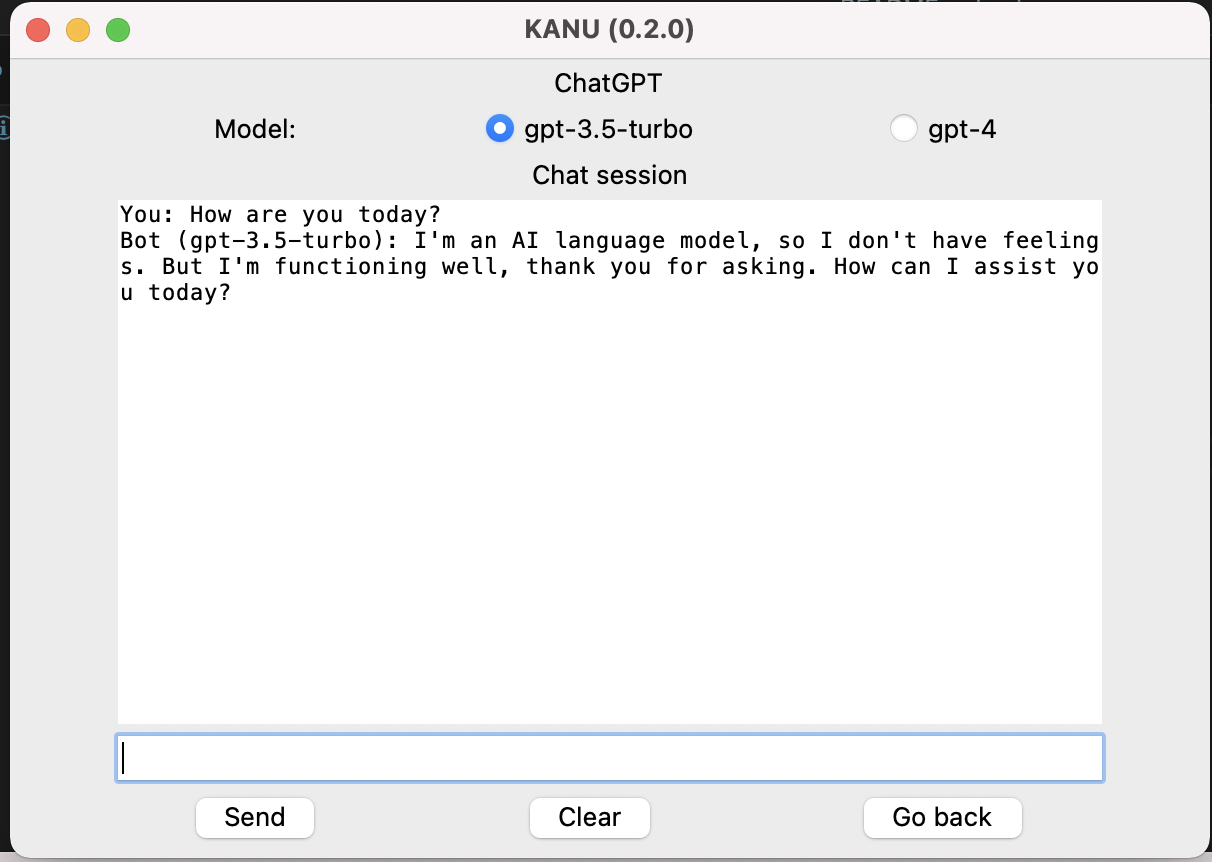 KANU (0.2.0)
ChatGPT
Model: gpt-3.5-turbo gpt-4
Chat session
You: How are you today?
Bot (gpt-3.5-turbo): I'm an AI language model, so I don't have feeling
s. But I'm functioning well, thank you for asking. How can I assist yo
u today?
Send Clear Go back